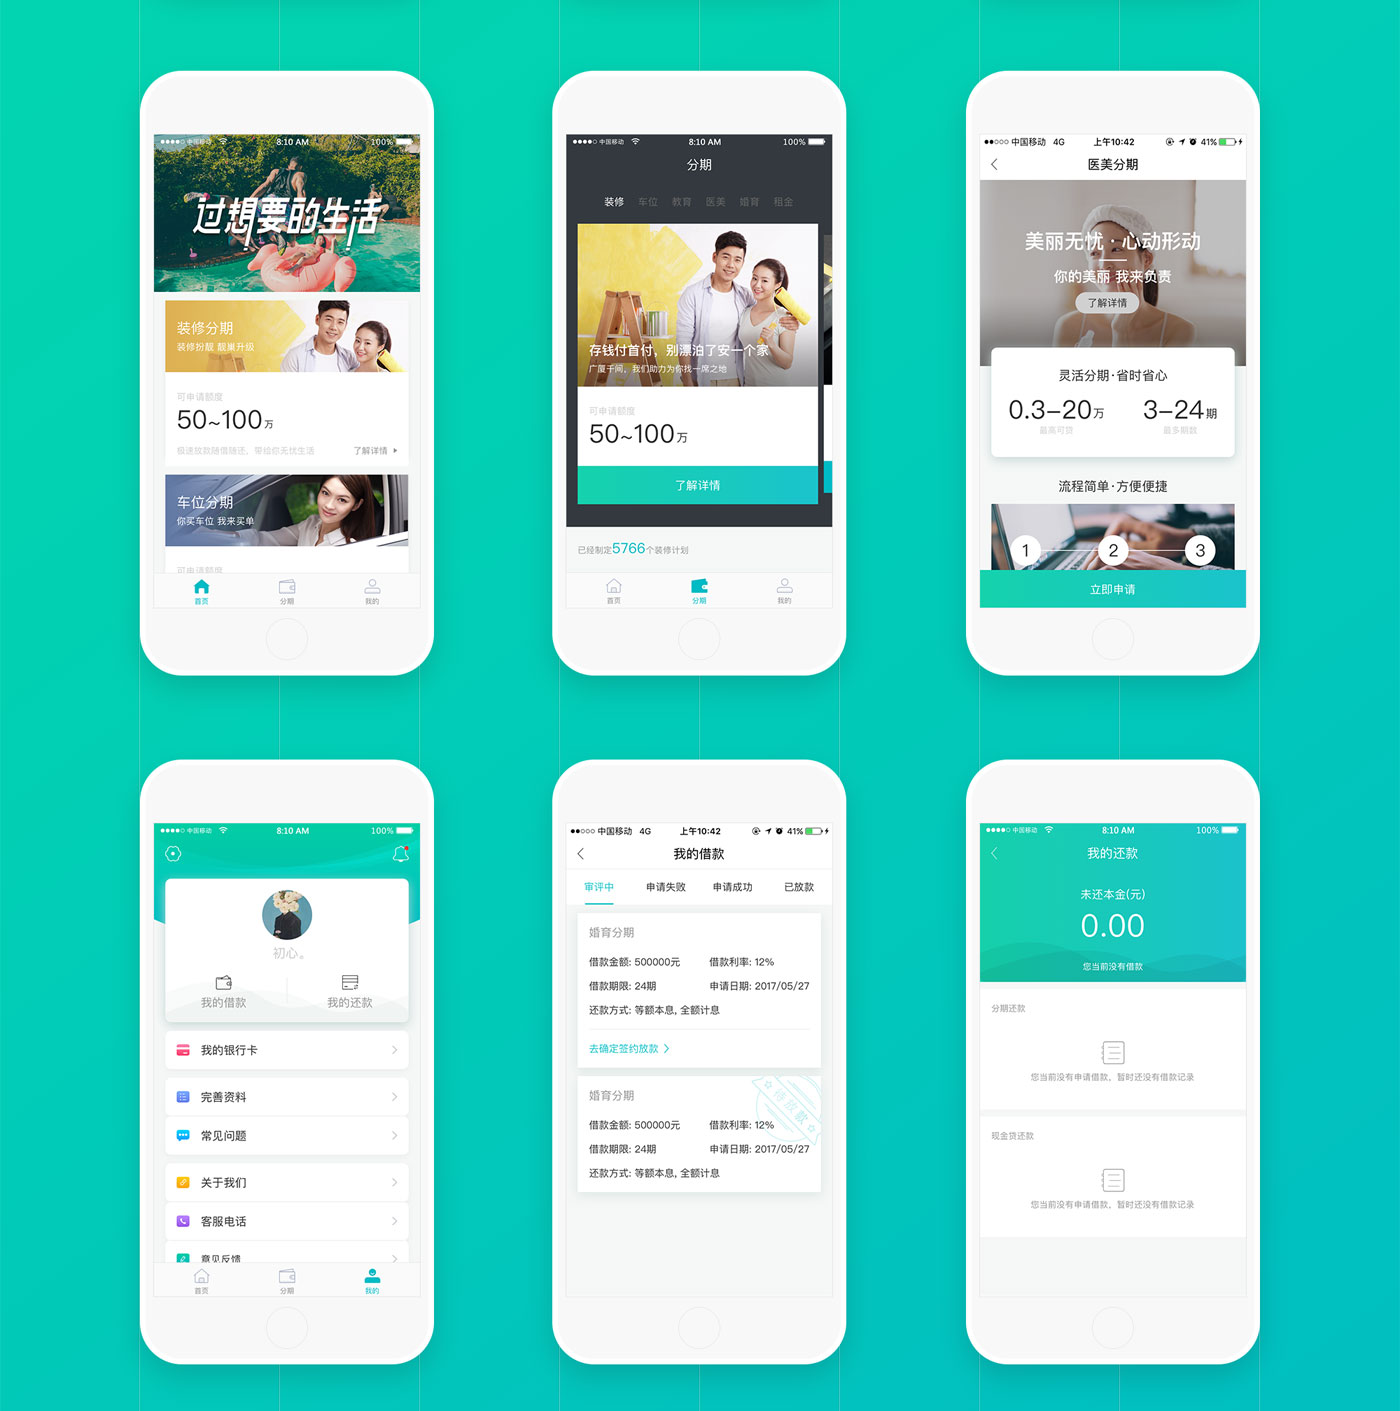 中国移动 8:10 AM 100%
过想要的生活
装修分期
装修扮靓 靓巢升级
可申请额度
50~100万
极速放款随借随还，带给你无忧生活 了解详情
车位分期
你买车位 我来买单
可申请额度
首页 分期 我的
中国移动 8:10 AM 100%
分期
装修 车位 教育 医美 婚育 租金
存钱付首付，别漂泊了安一个家
广厦千间，我们助力为你找一席之地
可申请额度
50~100万
了解详情
已经制定5766个装修计划
首页 分期 我的
中国移动 4G 上午10:42 41%
医美分期
美丽无忧·心动形动
你的美丽 我来负责
了解详情
灵活分期·省时省心
0.3-20万 3-24期
最高可贷 最多期数
流程简单·方便便捷
1 2 3
立即申请
中国移动 8:10 AM 100%
初心。
我的借款 我的还款
我的银行卡
完善资料
常见问题
关于我们
客服电话
意见反馈
首页 分期 我的
中国移动 4G 上午10:42 41%
我的借款
审评中 申请失败 申请成功 已放款
婚育分期
借款金额: 500000元 借款利率: 12%
借款期限: 24期 申请日期: 2017/05/27
还款方式: 等额本息, 全额计息
去确定签约放款
婚育分期
待放款
借款金额: 500000元 借款利率: 12%
借款期限: 24期 申请日期: 2017/05/27
还款方式: 等额本息, 全额计息
中国移动 8:10 AM 100%
我的还款
未还本金(元)
0.00
您当前没有借款
分期还款
您当前没有申请借款，暂时还没有借款记录
现金贷还款
您当前没有申请借款，暂时还没有借款记录